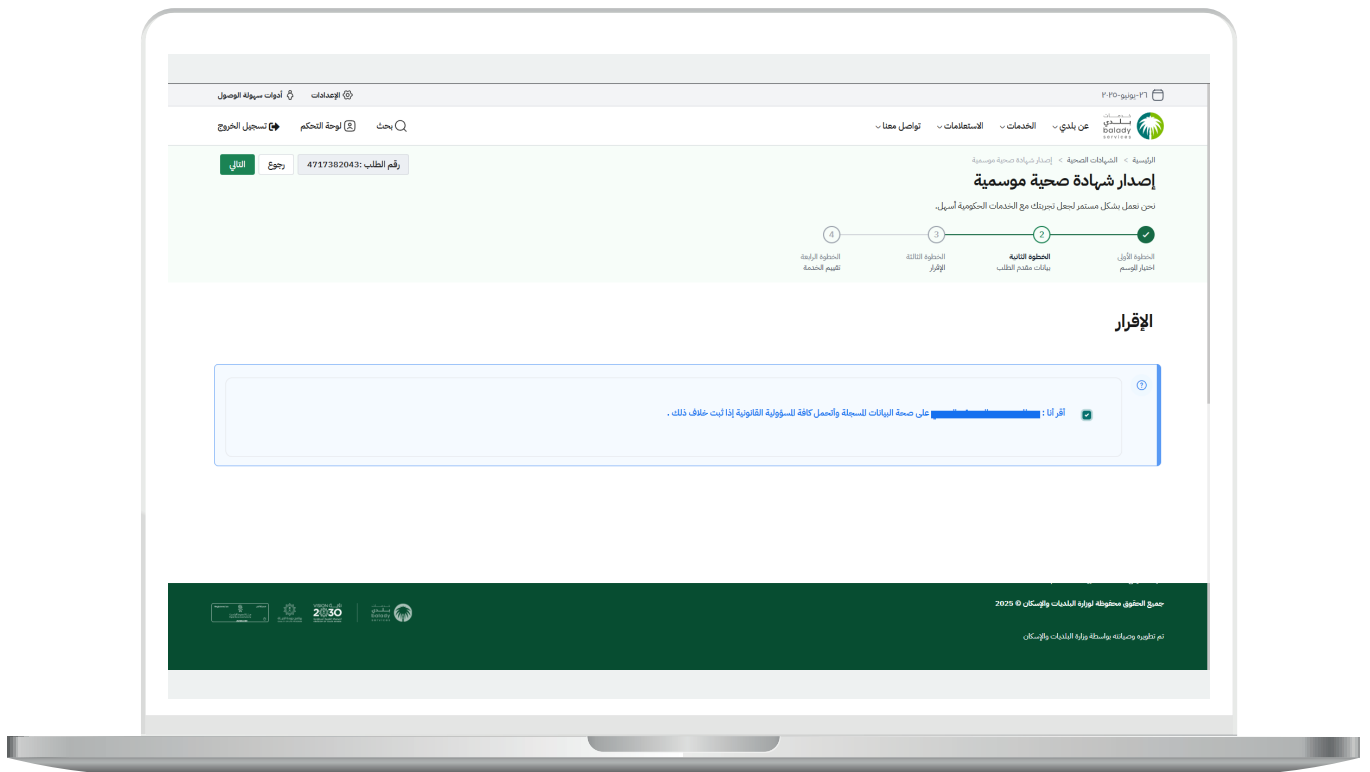 ٢٦-يونيو-٢٠٢٥
الإعدادات
أدوات سهولة الوصول
بلدي
balady
services
عن بلدي
الخدمات
الاستعلامات
تواصل معنا
بحث
لوحة التحكم
تسجيل الخروج
الرئيسية > الشهادات الصحية > إصدار شهادة صحية موسمية
رقم الطلب :4717382043
رجوع
التالي
إصدار شهادة صحية موسمية
نحن نعمل بشكل مستمر لجعل تجربتك مع الخدمات الحكومية أسهل.
2
3
4
الخطوة الأولى
اختيار الموسم
الخطوة الثانية
بيانات مقدم الطلب
الخطوة الثالثة
الإقرار
الخطوة الرابعة
تقييم الخدمة
الإقرار
أقر أنا : على صحة البيانات المسجلة وأتحمل كافة المسؤولية القانونية إذا ثبت خلاف ذلك .
جميع الحقوق محفوظة لوزارة البلديات والإسكان © 2025
تم تطويره وصيانته بواسطة وزارة البلديات والإسكان
بلدي
balady
2030